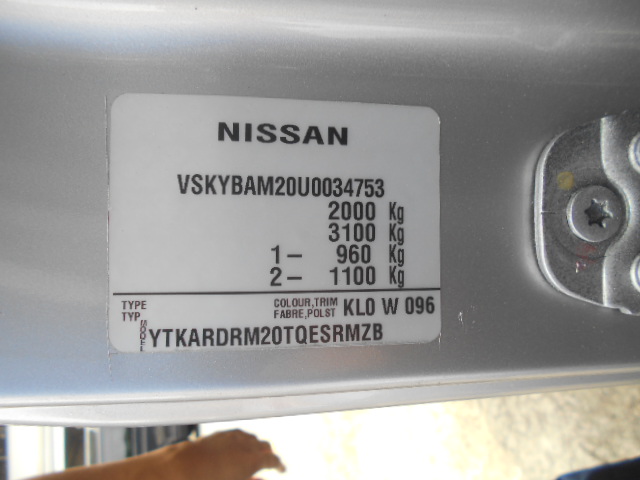 NISSAN
VSKYBAM20U0034753
2000 Kg
3100 Kg
1- 960 Kg
2- 1100 Kg
TYPE COLOUR,TRIM KL0 W 096
TYP FABRE,POLST
MODEL YTKARDRM20TQESRMZB